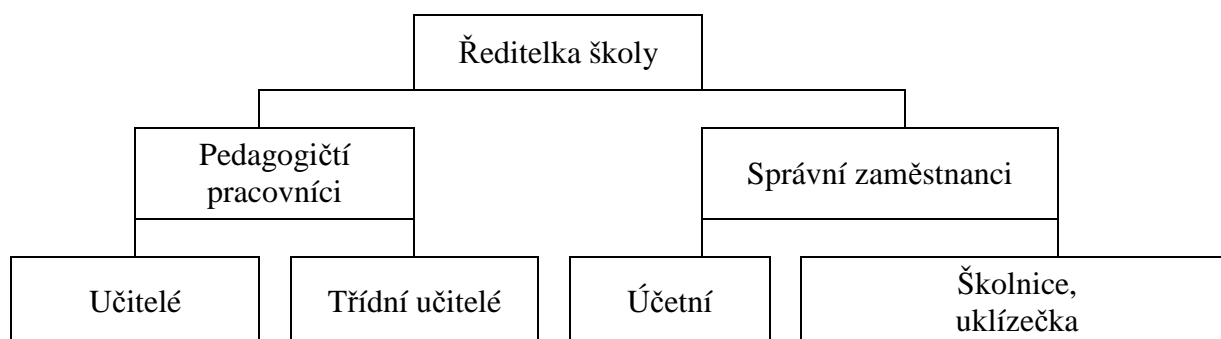 Ředitelka školy
Pedagogičtí
pracovníci
Správní zaměstnanci
Učitelé
Třídní učitelé
Účetní
Školnice,
uklízečka